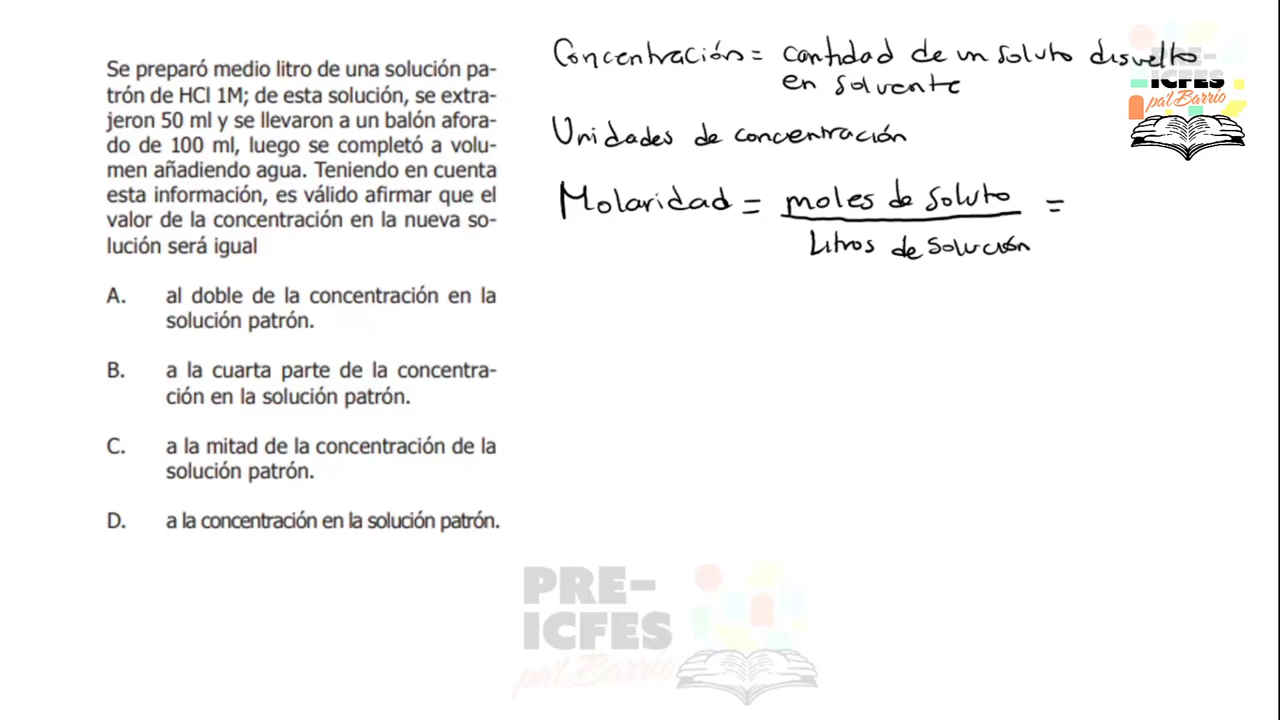 Se preparó medio litro de una solución pa-
trón de HCl 1M; de esta solución, se extra-
jeron 50 ml y se llevaron a un balón afora-
do de 100 ml, luego se completó a volu-
men añadiendo agua. Teniendo en cuenta
esta información, es válido afirmar que el
valor de la concentración en la nueva so-
lución será igual
A. al doble de la concentración en la
solución patrón.
B. a la cuarta parte de la concentra-
ción en la solución patrón.
C. a la mitad de la concentración de la
solución patrón.
D. a la concentración en la solución patrón.
Concentración = cantidad de un soluto disuelto
en solvente
Unidades de concentración
Molaridad = moles de soluto =
Litros de solución
PRE-
ICFES
pa'l Barrio
PRE-
ICFES
pa'l Barrio